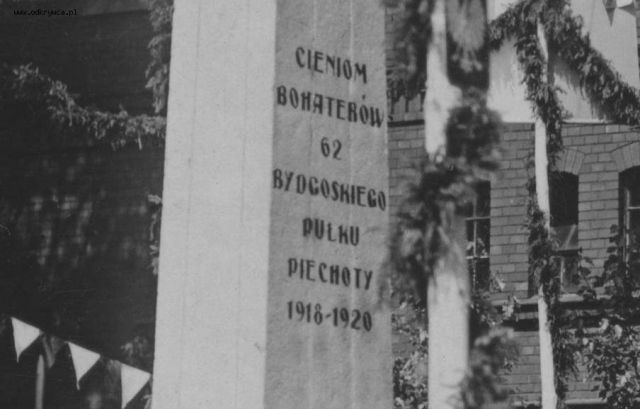 www.odkrywca.pl
CIENIOM
BOHATERÓW
62
BYDGOSKIEGO
PUŁKU
PIECHOTY
1918-1920